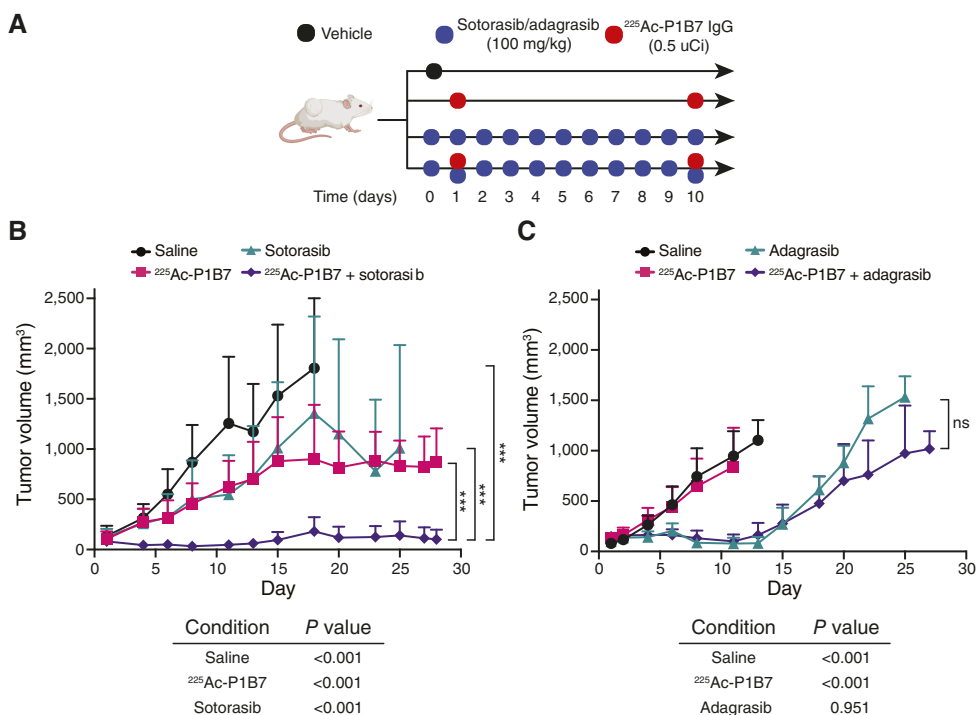 A
Vehicle
Sotorasib/adagrasib
(100 mg/kg)
²²⁵Ac-P1B7 IgG
(0.5 uCi)
Time (days) 0 1 2 3 4 5 6 7 8 9 10
B
Saline
Sotorasib
²²⁵Ac-P1B7
²²⁵Ac-P1B7 + sotorasib
Tumor volume (mm³)
2,500
2,000
1,500
1,000
500
0
0 5 10 15 20 25 30
Day
***
***
***
Condition P value
Saline <0.001
²²⁵Ac-P1B7 <0.001
Sotorasib <0.001
C
Saline
Adagrasib
²²⁵Ac-P1B7
²²⁵Ac-P1B7 + adagrasib
Tumor volume (mm³)
2,500
2,000
1,500
1,000
500
0
0 5 10 15 20 25 30
Day
ns
Condition P value
Saline <0.001
²²⁵Ac-P1B7 <0.001
Adagrasib 0.951